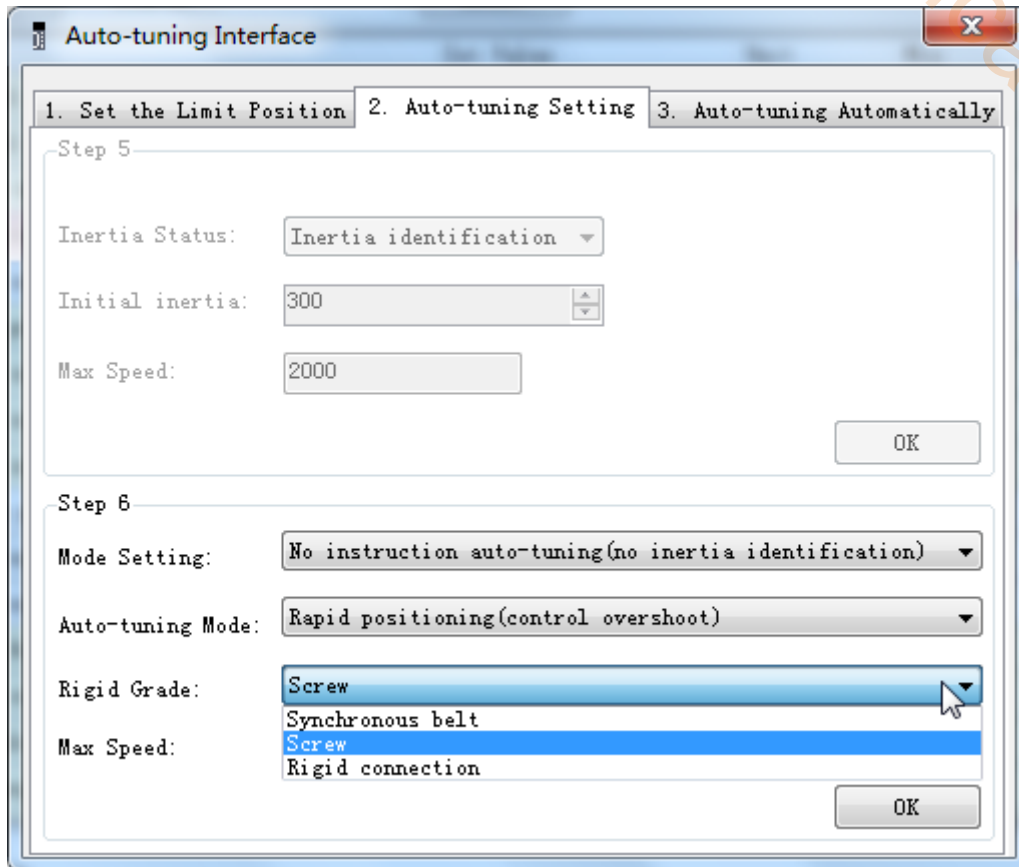 Auto-tuning Interface
1. Set the Limit Position 2. Auto-tuning Setting 3. Auto-tuning Automatically
Step 5
Inertia Status: Inertia identification
Initial inertia: 300
Max Speed: 2000
OK
Step 6
Mode Setting: No instruction auto-tuning(no inertia identification)
Auto-tuning Mode: Rapid positioning(control overshoot)
Rigid Grade: Screw
Synchronous belt
Max Speed: Screw
Rigid connection
OK